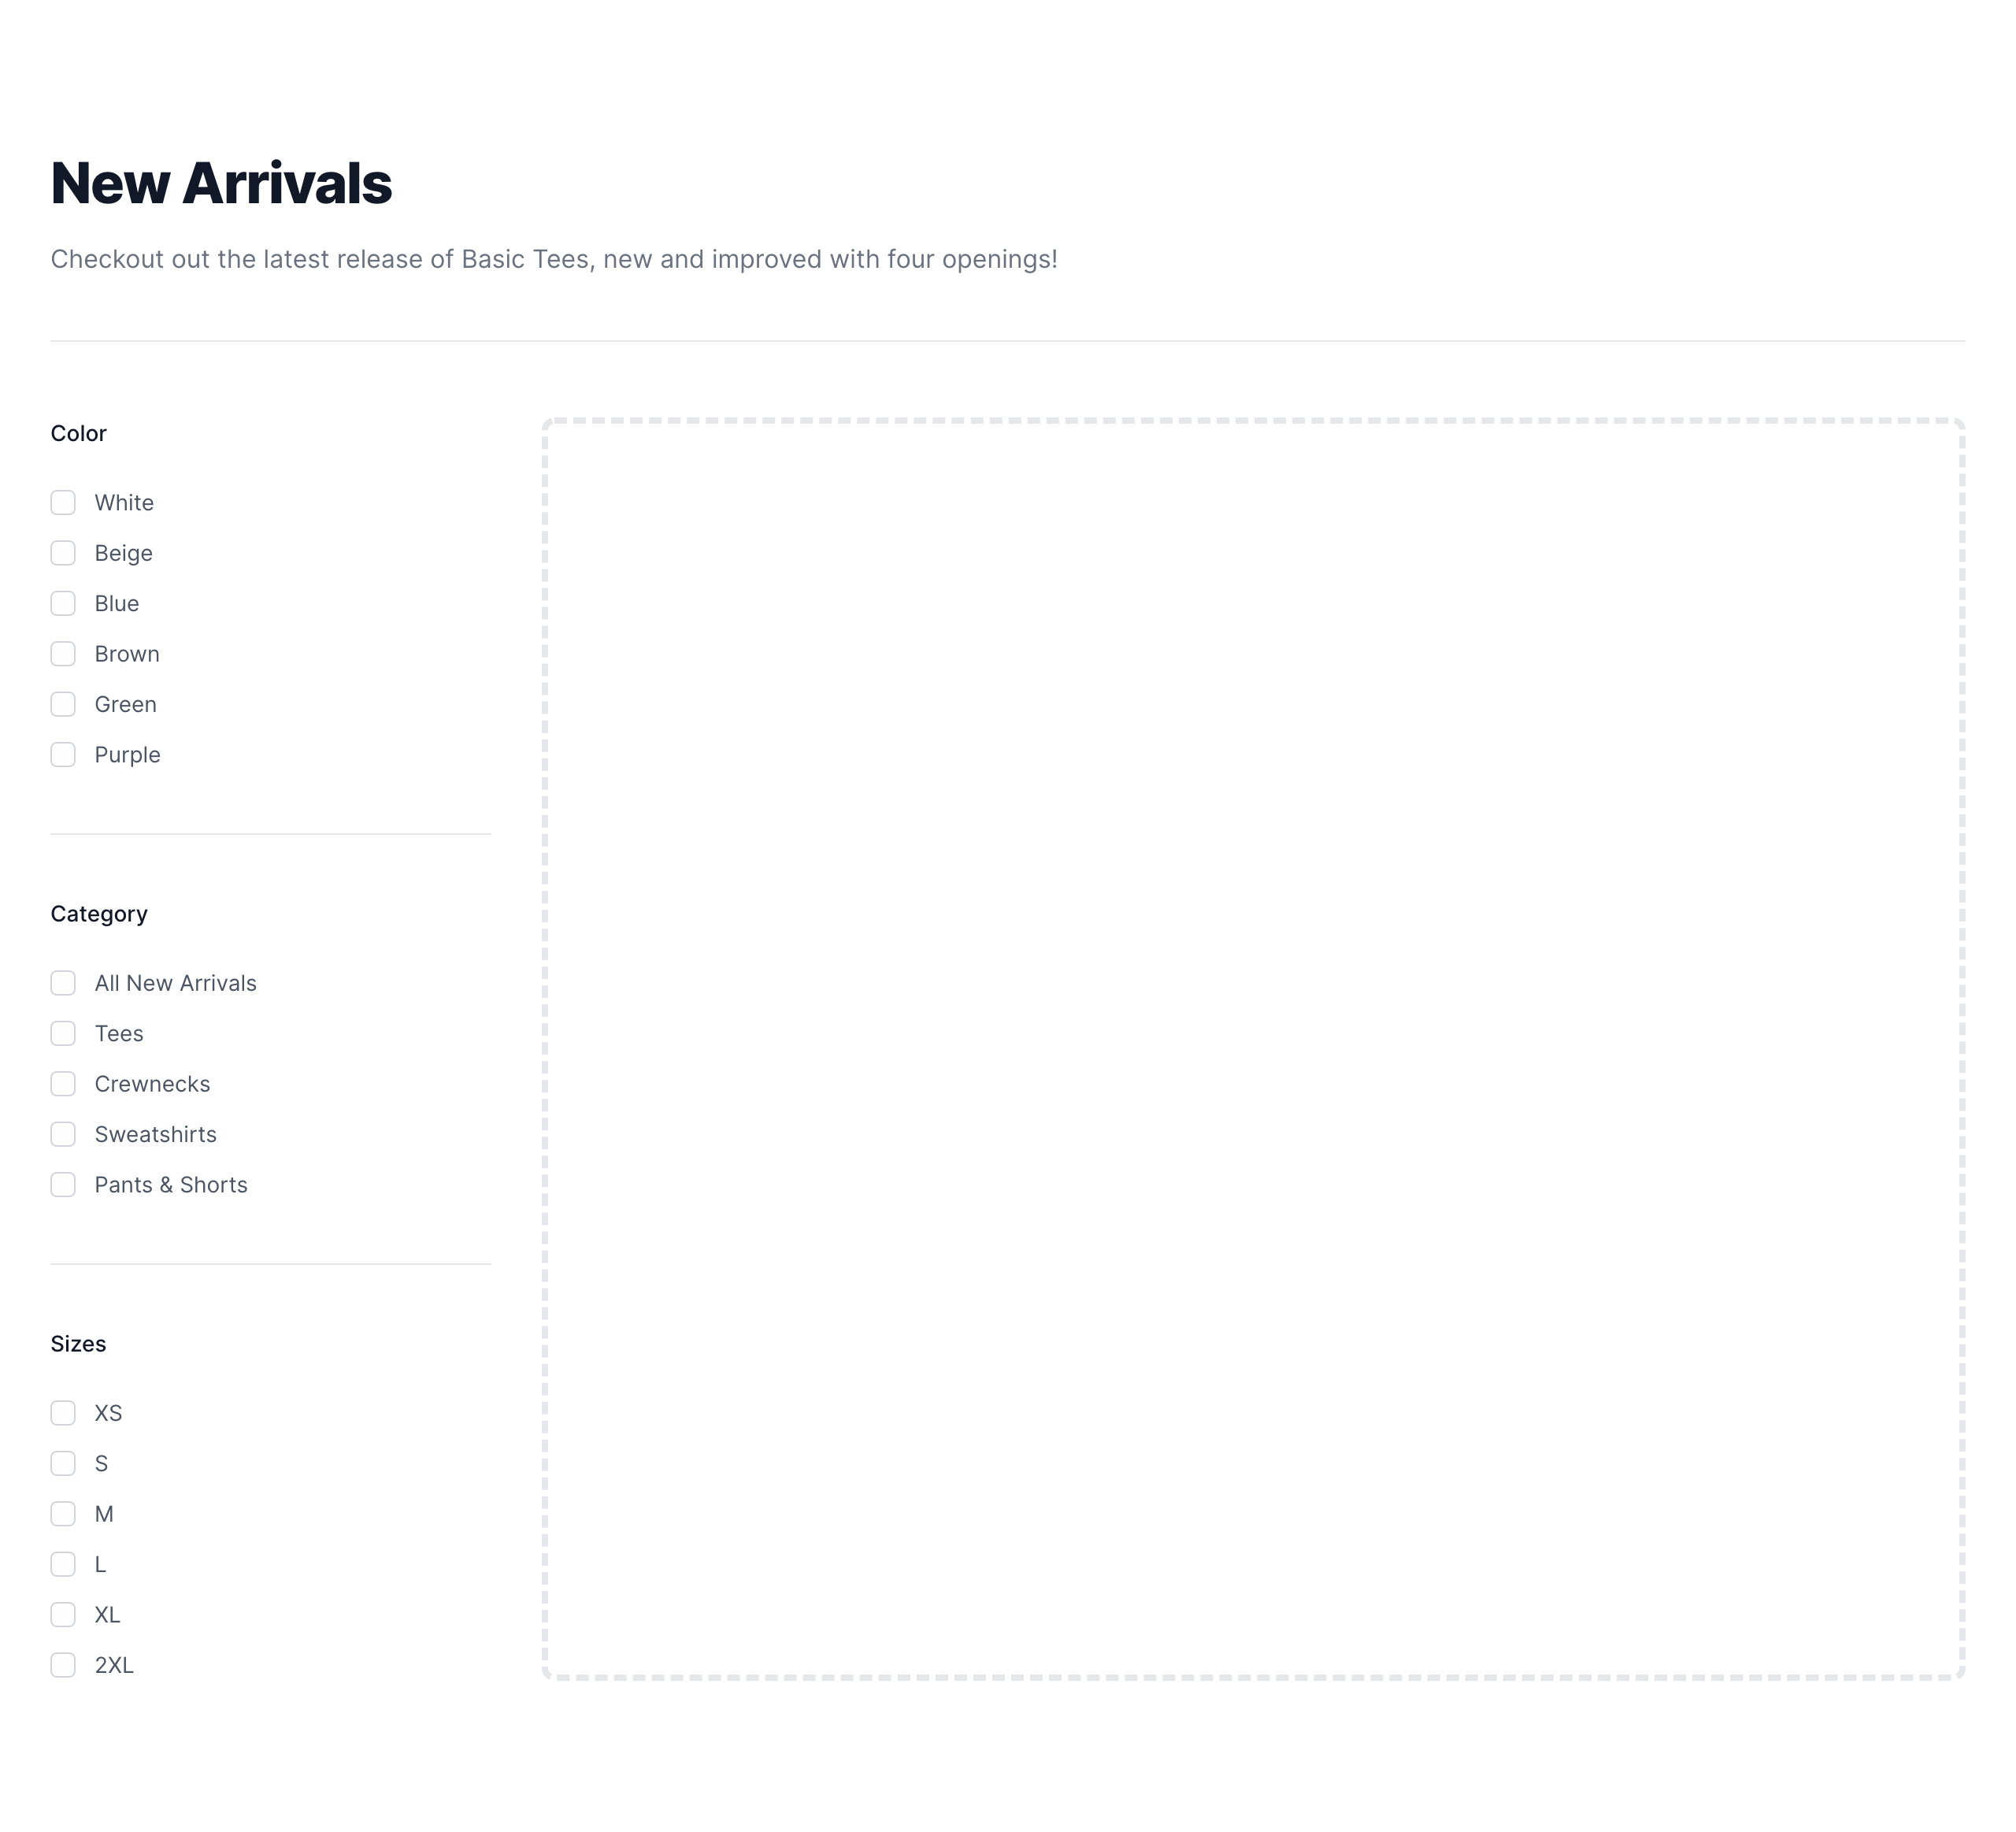 New Arrivals
Checkout out the latest release of Basic Tees, new and improved with four openings!
Color
White
Beige
Blue
Brown
Green
Purple
Category
All New Arrivals
Tees
Crewnecks
Sweatshirts
Pants & Shorts
Sizes
XS
S
M
L
XL
2XL